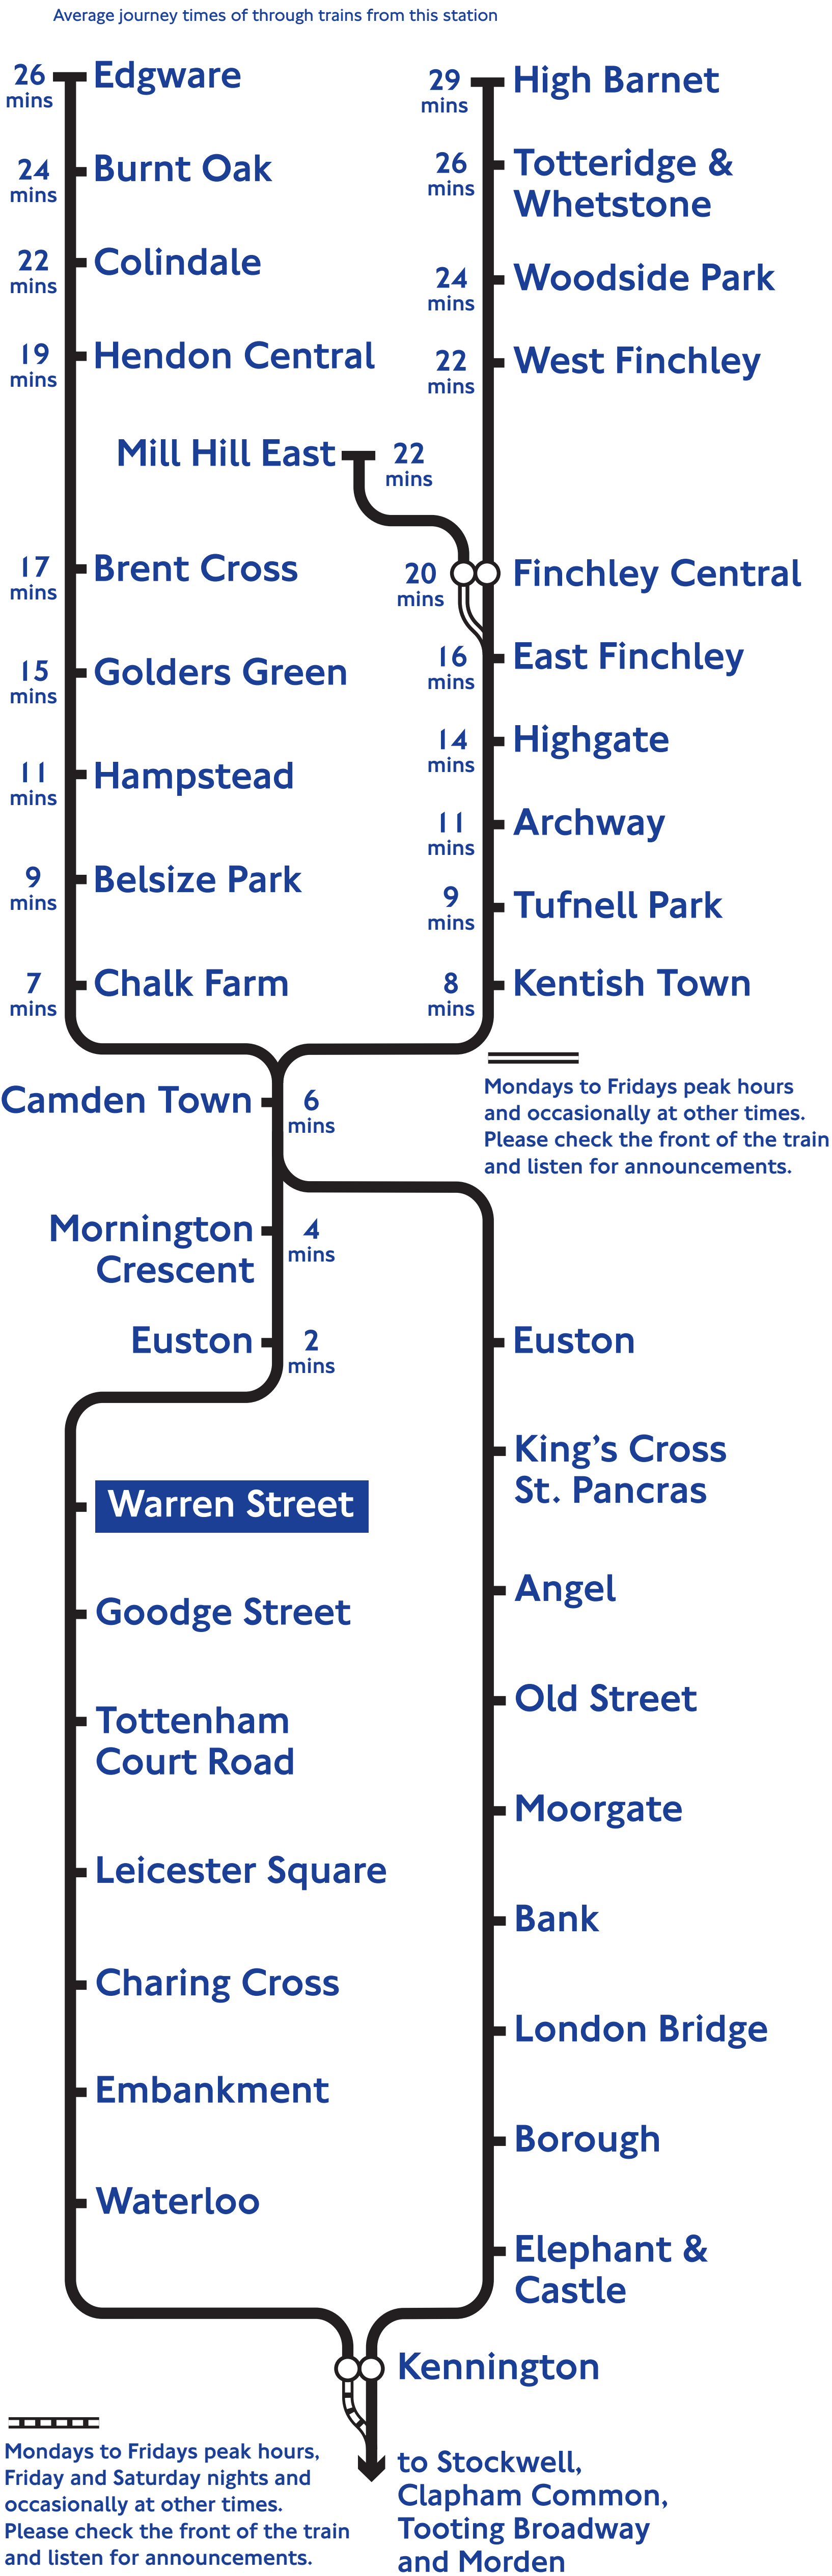 Average journey times of through trains from this station
26
mins
Edgware
24
mins
Burnt Oak
22
mins
Colindale
19
mins
Hendon Central
29
mins
High Barnet
26
mins
Totteridge &
Whetstone
24
mins
Woodside Park
22
mins
West Finchley
Mill Hill East
22
mins
17
mins
Brent Cross
15
mins
Golders Green
11
mins
Hampstead
9
mins
Belsize Park
7
mins
Chalk Farm
20
mins
Finchley Central
16
mins
East Finchley
14
mins
Highgate
11
mins
Archway
9
mins
Tufnell Park
8
mins
Kentish Town
Camden Town
6
mins
Mondays to Fridays peak hours
and occasionally at other times.
Please check the front of the train
and listen for announcements.
Mornington
Crescent
4
mins
Euston
2
mins
Warren Street
Goodge Street
Tottenham
Court Road
Leicester Square
Charing Cross
Embankment
Waterloo
Euston
King's Cross
St. Pancras
Angel
Old Street
Moorgate
Bank
London Bridge
Borough
Elephant &
Castle
Kennington
Mondays to Fridays peak hours,
Friday and Saturday nights and
occasionally at other times.
Please check the front of the train
and listen for announcements.
to Stockwell,
Clapham Common,
Tooting Broadway
and Morden